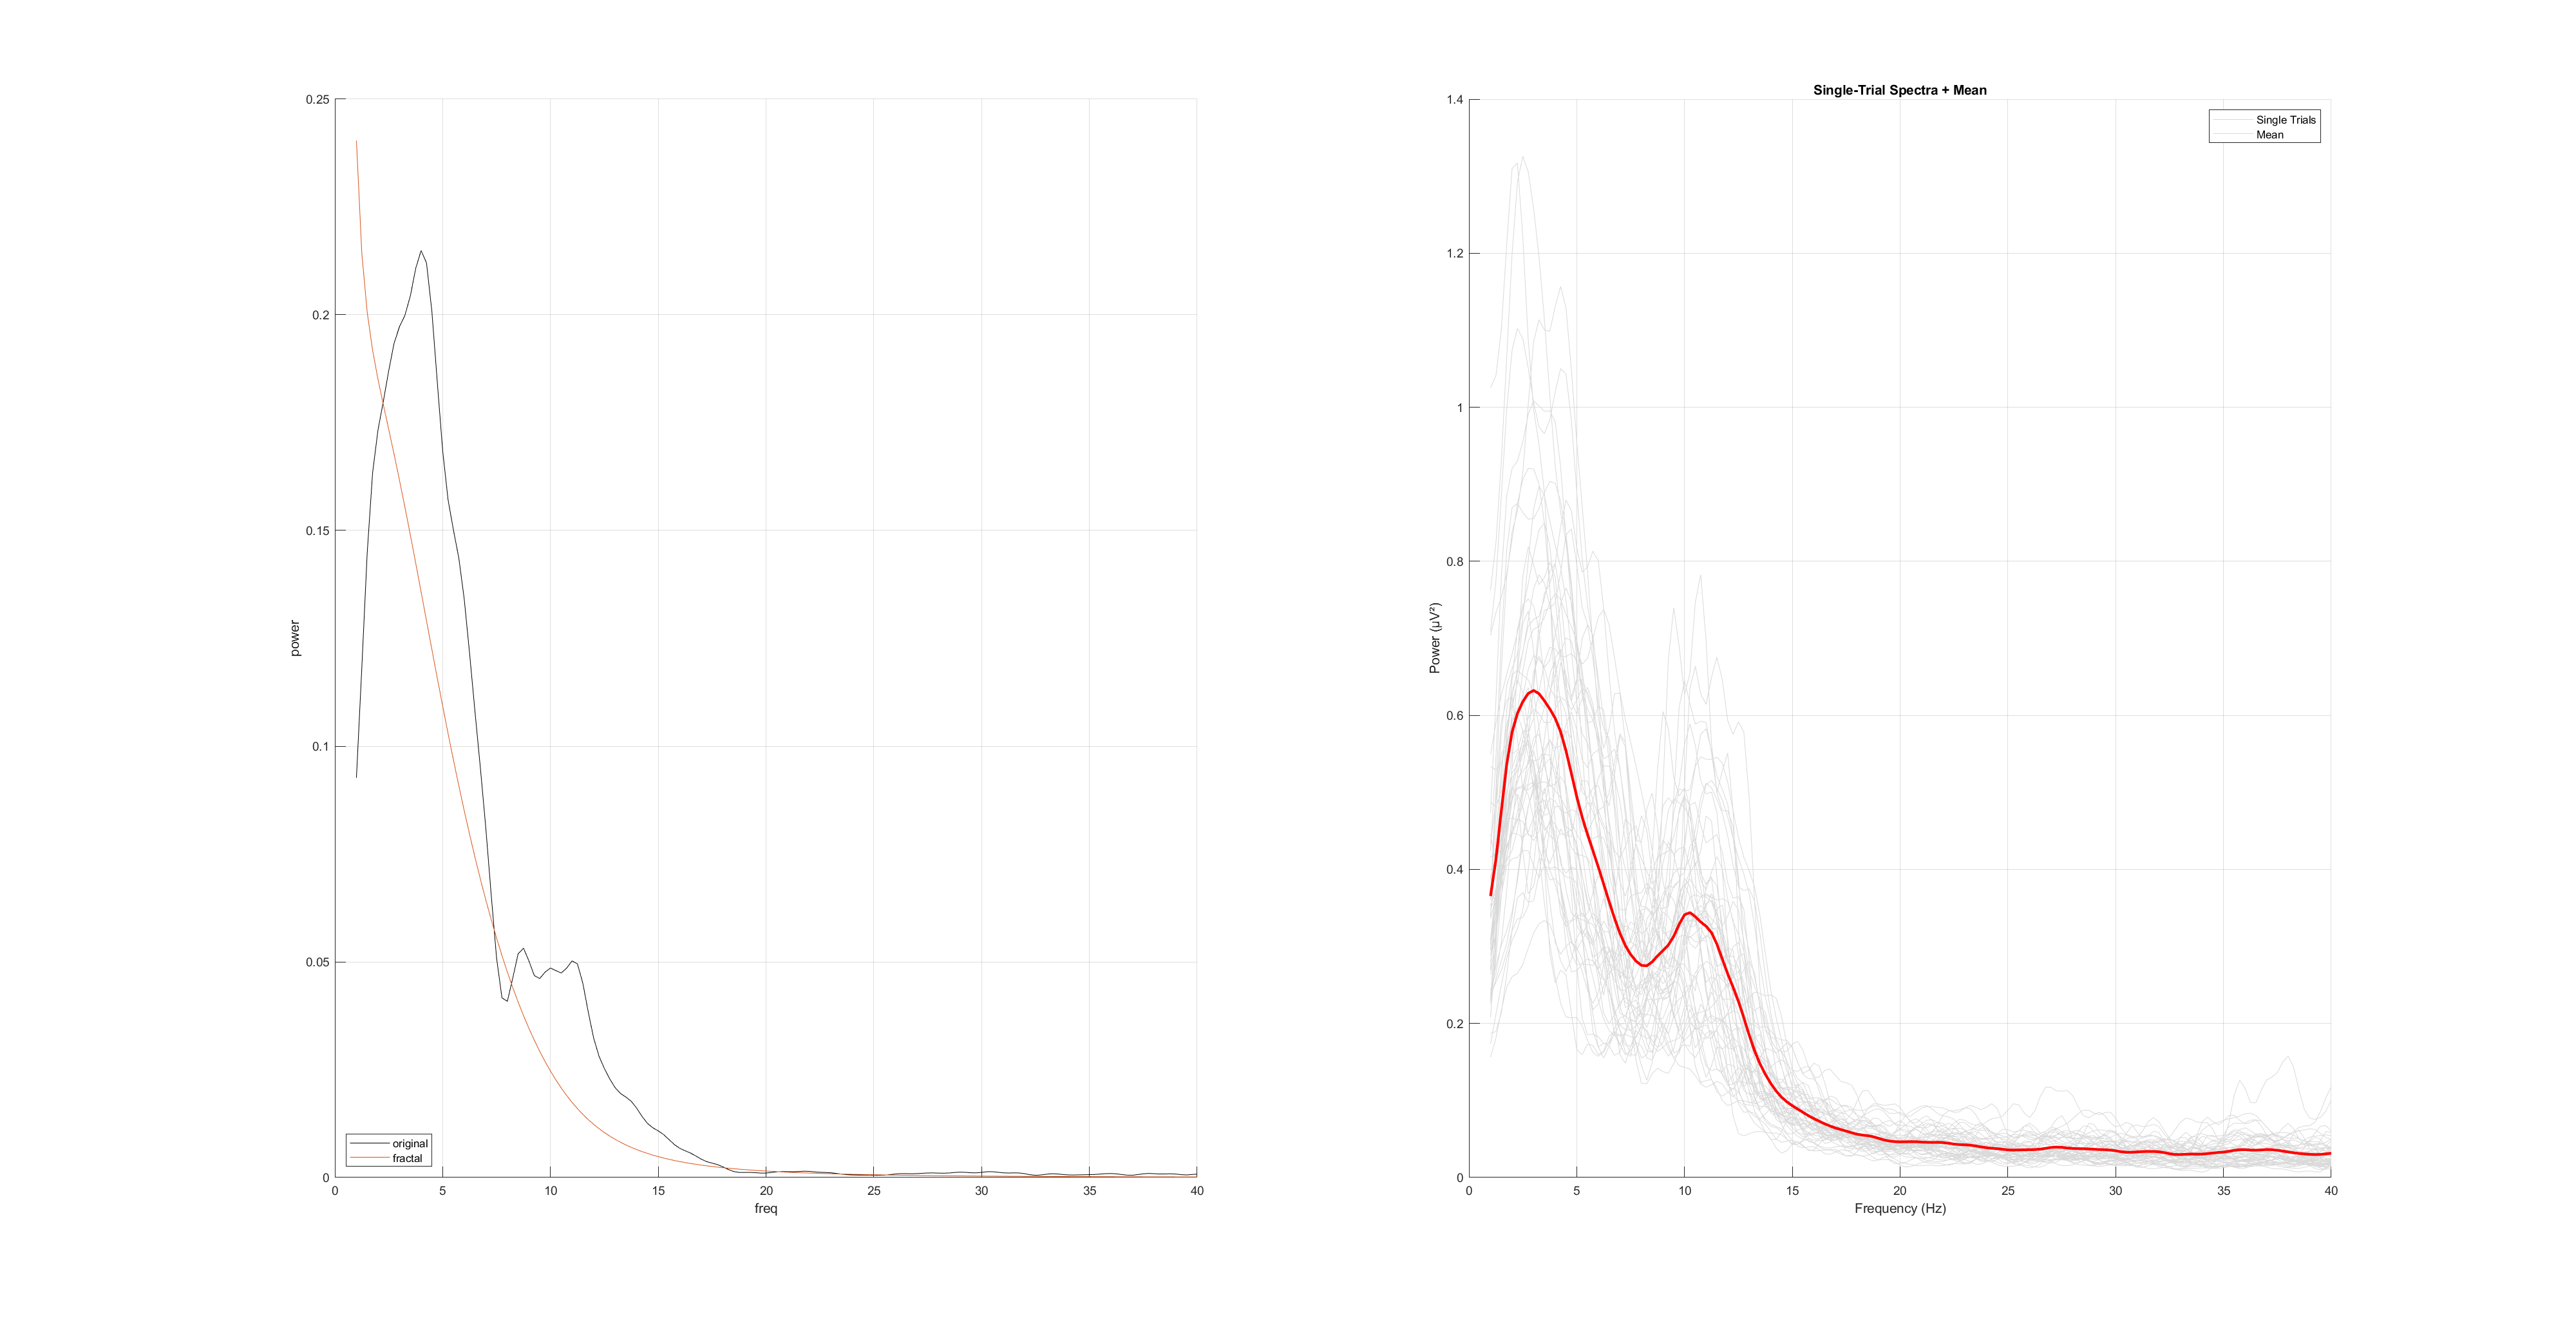 0.25
0.2
0.15
0.1
0.05
0
power
0 5 10 15 20 25 30 35 40
freq
original
fractal
Single-Trial Spectra + Mean
1.4
1.2
1
0.8
0.6
0.4
0.2
0
Power (µV²)
0 5 10 15 20 25 30 35 40
Frequency (Hz)
Single Trials
Mean